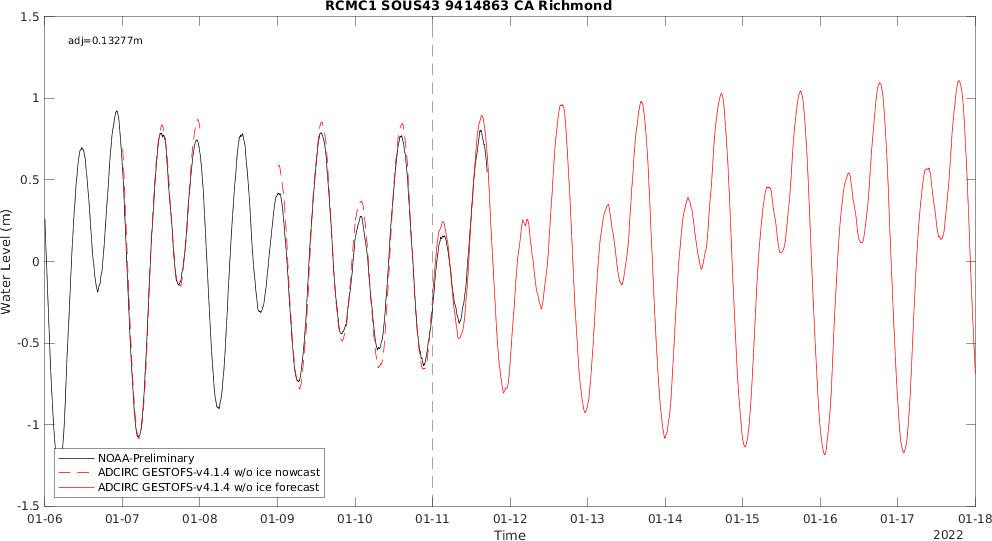 RCMC1 SOUS43 9414863 CA Richmond
adj=0.13277m
1.5
1
0.5
0
-0.5
-1
-1.5
Water Level (m)
NOAA-Preliminary
ADCIRC GESTOFS-v4.1.4 w/o ice nowcast
ADCIRC GESTOFS-v4.1.4 w/o ice forecast
01-06 01-07 01-08 01-09 01-10 01-11 01-12 01-13 01-14 01-15 01-16 01-17 01-18
Time
2022